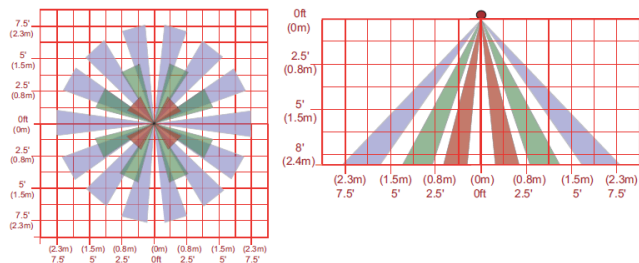 7.5'
(2.3m)
5'
(1.5m)
2.5'
(0.8m)
0ft
(0m)
2.5'
(0.8m)
5'
(1.5m)
7.5'
(2.3m)
(2.3m) (1.5m) (0.8m) (0m) (0.8m) (1.5m) (2.3m)
7.5' 5' 2.5' 0ft 2.5' 5' 7.5'
0ft
(0m)
2.5'
(0.8m)
5'
(1.5m)
8'
(2.4m)
(2.3m) (1.5m) (0.8m) (0m) (0.8m) (1.5m) (2.3m)
7.5' 5' 2.5' 0ft 2.5' 5' 7.5'